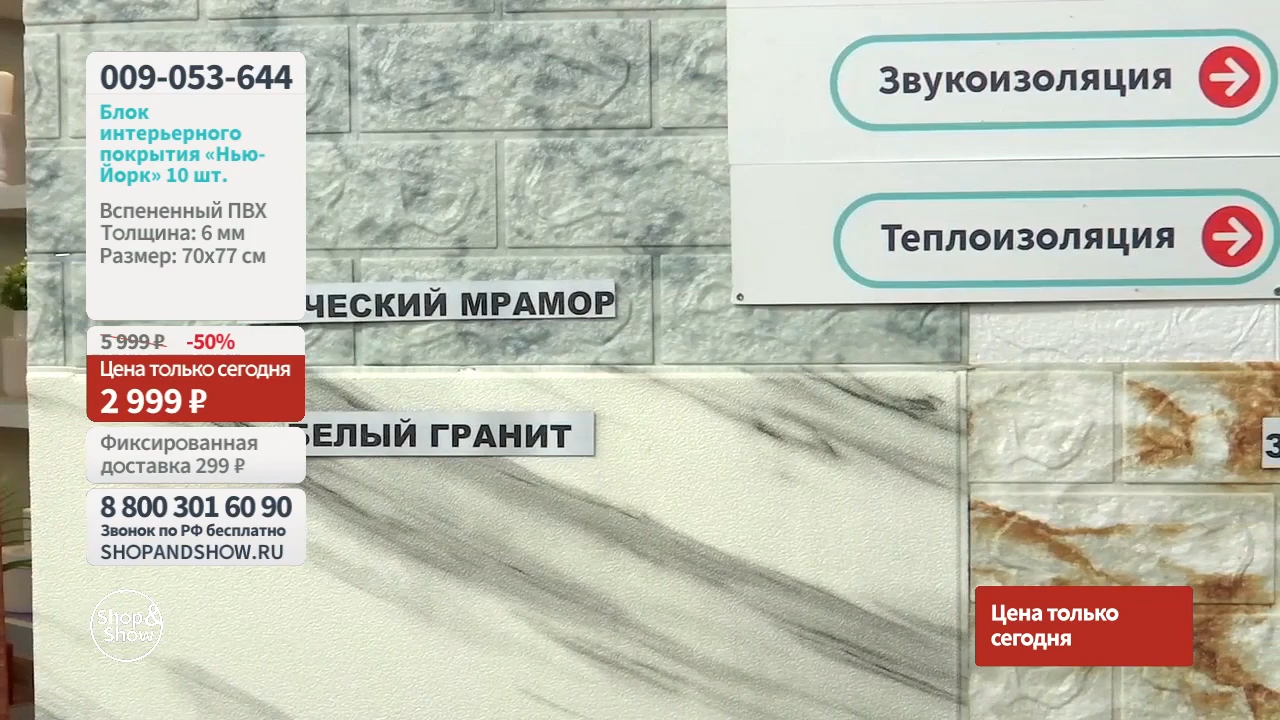 009-053-644
Блок
интерьерного
покрытия «Нью-
Йорк» 10 шт.
Вспененный ПВХ
Толщина: 6 мм
Размер: 70х77 см
5 999 ₽ -50%
Цена только сегодня
2 999 ₽
Фиксированная
доставка 299 ₽
8 800 301 60 90
Звонок по РФ бесплатно
SHOPANDSHOW.RU
Shop&
Show
Звукоизоляция
Теплоизоляция
ЧЕСКИЙ МРАМОР
БЕЛЫЙ ГРАНИТ
Цена только
сегодня